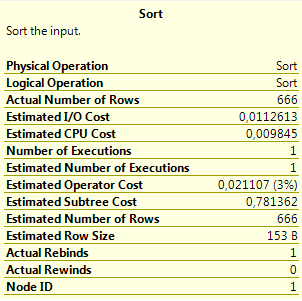 Sort
Sort the input.
Physical Operation Sort
Logical Operation Sort
Actual Number of Rows 666
Estimated I/O Cost 0,0112613
Estimated CPU Cost 0,009845
Number of Executions 1
Estimated Number of Executions 1
Estimated Operator Cost 0,021107 (3%)
Estimated Subtree Cost 0,781362
Estimated Number of Rows 666
Estimated Row Size 153 B
Actual Rebinds 1
Actual Rewinds 0
Node ID 1